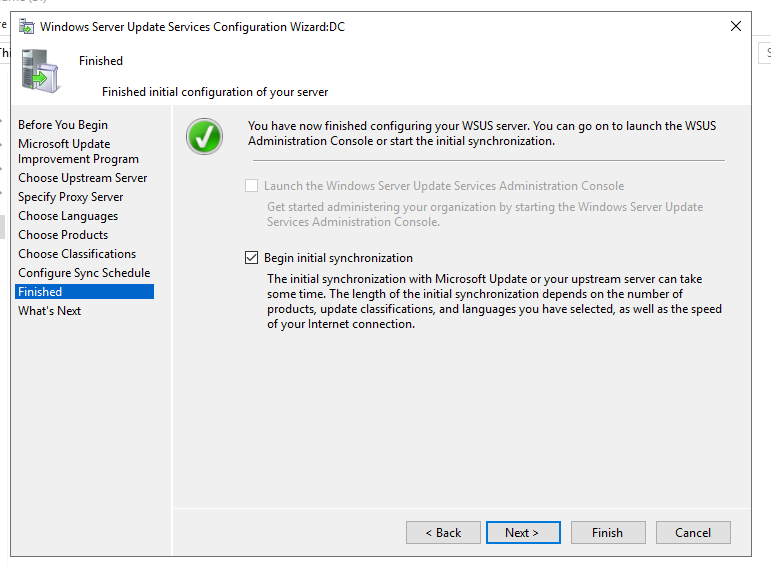 Windows Server Update Services Configuration Wizard:DC
Finished
Finished initial configuration of your server
Before You Begin
Microsoft Update
Improvement Program
Choose Upstream Server
Specify Proxy Server
Choose Languages
Choose Products
Choose Classifications
Configure Sync Schedule
Finished
What's Next
You have now finished configuring your WSUS server. You can go on to launch the WSUS
Administration Console or start the initial synchronization.
Launch the Windows Server Update Services Administration Console
Get started administering your organization by starting the Windows Server Update
Services Administration Console.
Begin initial synchronization
The initial synchronization with Microsoft Update or your upstream server can take
some time. The length of the initial synchronization depends on the number of
products, update classifications, and languages you have selected, as well as the speed
of your Internet connection.
< Back
Next >
Finish
Cancel